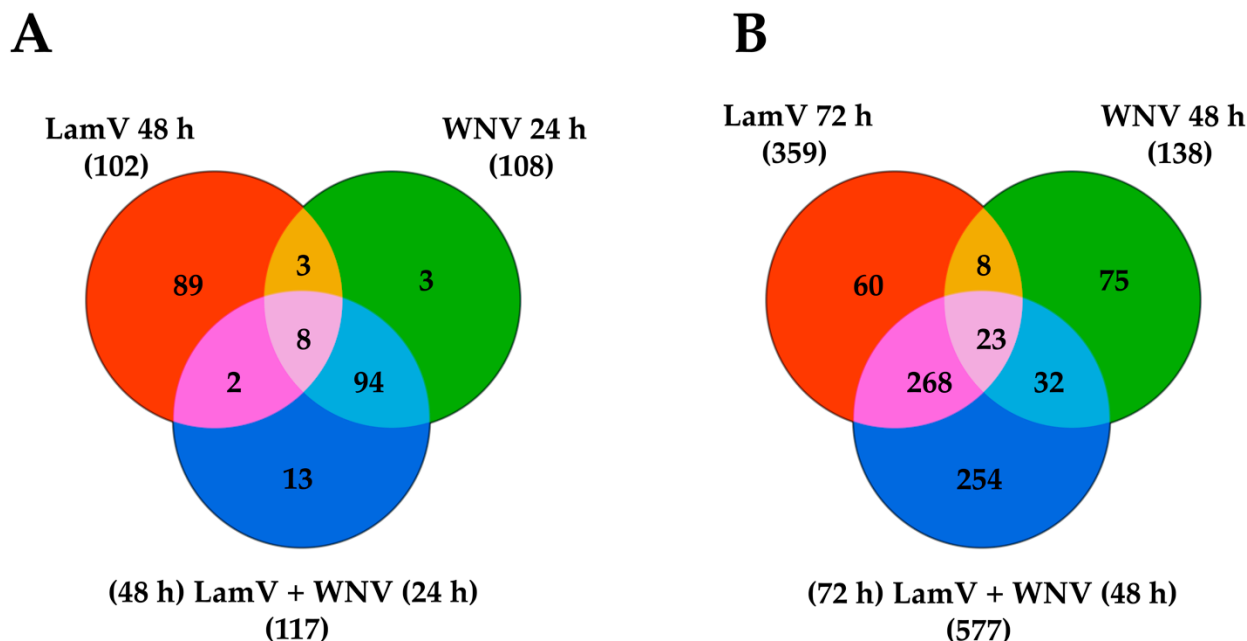 A
LamV 48 h
(102)
WNV 24 h
(108)
89
3
3
8
2
94
13
(48 h) LamV + WNV (24 h)
(117)
B
LamV 72 h
(359)
WNV 48 h
(138)
60
8
75
23
268
32
254
(72 h) LamV + WNV (48 h)
(577)